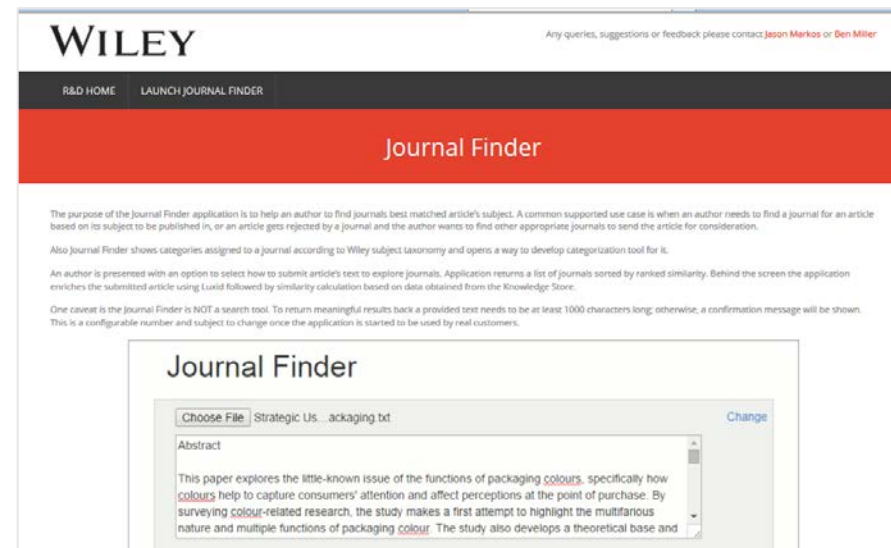 WILEY
Any queries, suggestions or feedback please contact Jason Markos or Ben Miller
R&D HOME LAUNCH JOURNAL FINDER
Journal Finder
The purpose of the Journal Finder application is to help an author to find journals best matched article's subject. A common supported use case is when an author needs to find a journal for an article
based on its subject to be published in, or an article gets rejected by a journal and the author wants to find other appropriate journals to send the article for consideration.
Also Journal Finder shows categories assigned to a journal according to Wiley subject taxonomy and opens a way to develop categorization tool for it.
An author is presented with an option to select how to submit article's text to explore journals. Application returns a list of journals sorted by ranked similarity. Behind the screen the application
enriches the submitted article using Luxid followed by similarity calculation based on data obtained from the Knowledge Store.
One caveat is the Journal Finder is NOT a search tool. To return meaningful results back a provided text needs to be at least 1000 characters long; otherwise, a confirmation message will be shown.
This is a configurable number and subject to change once the application is started to be used by real customers.
Journal Finder
Choose File Strategic Us...ackaging.txt Change
Abstract
This paper explores the little-known issue of the functions of packaging colours, specifically how
colours help to capture consumers' attention and affect perceptions at the point of purchase. By
surveying colour-related research, the study makes a first attempt to highlight the multifarious
nature and multiple functions of packaging colour. The study also develops a theoretical base and